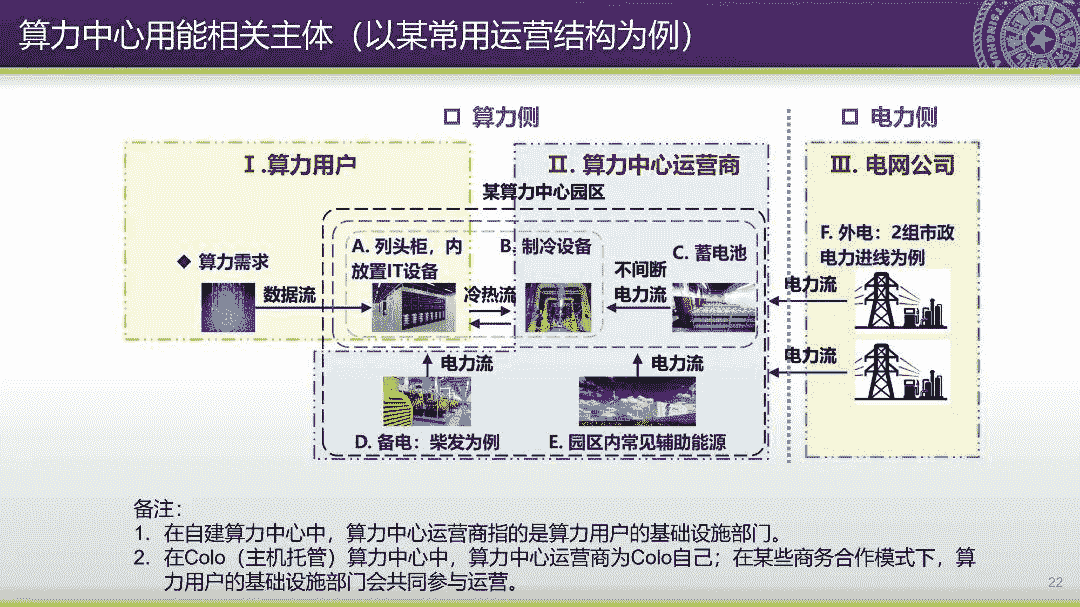 算力中心用能相关主体（以某常用运营结构为例）
□ 算力侧
□ 电力侧
Ⅰ.算力用户
Ⅱ. 算力中心运营商
Ⅲ. 电网公司
某算力中心园区
◆ 算力需求
数据流
A. 列头柜，内
放置IT设备
冷热流
B. 制冷设备
不间断
电力流
C. 蓄电池
电力流
F. 外电：2组市政
电力进线为例
电力流
电力流
电力流
D. 备电：柴发为例
E. 园区内常见辅助能源
备注：
1. 在自建算力中心中，算力中心运营商指的是算力用户的基础设施部门。
2. 在Colo（主机托管）算力中心中，算力中心运营商为Colo自己；在某些商务合作模式下，算
力用户的基础设施部门会共同参与运营。
22